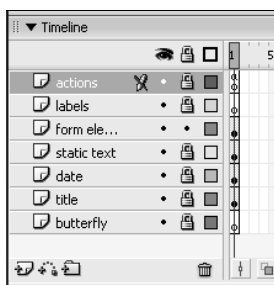 Timeline
1 5
actions
labels
form ele...
static text
date
title
butterfly